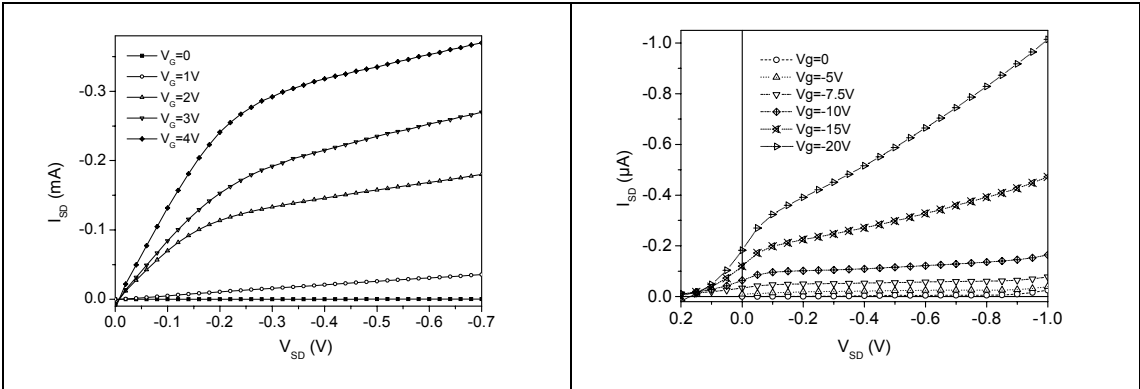 -0.3
-0.2
-0.1
0.0
I_SD (mA)
V_G=0
V_G=1V
V_G=2V
V_G=3V
V_G=4V
0.0 -0.1 -0.2 -0.3 -0.4 -0.5 -0.6 -0.7
V_SD (V)
-1.0
-0.8
-0.6
-0.4
-0.2
0.0
I_SD (µA)
Vg=0
Vg=-5V
Vg=-7.5V
Vg=-10V
Vg=-15V
Vg=-20V
0.2 0.0 -0.2 -0.4 -0.6 -0.8 -1.0
V_SD (V)